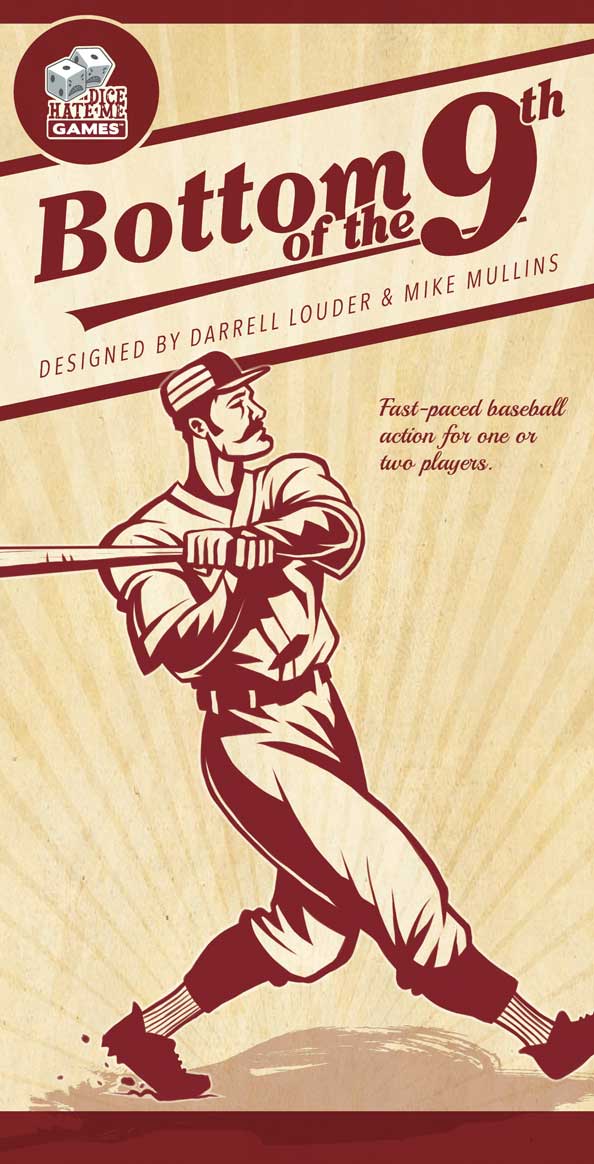 DICE
HATE ME
GAMES™
Bottom
of the
9th
DESIGNED BY DARRELL LOUDER & MIKE MULLINS
Fast-paced baseball
action for one or
two players.